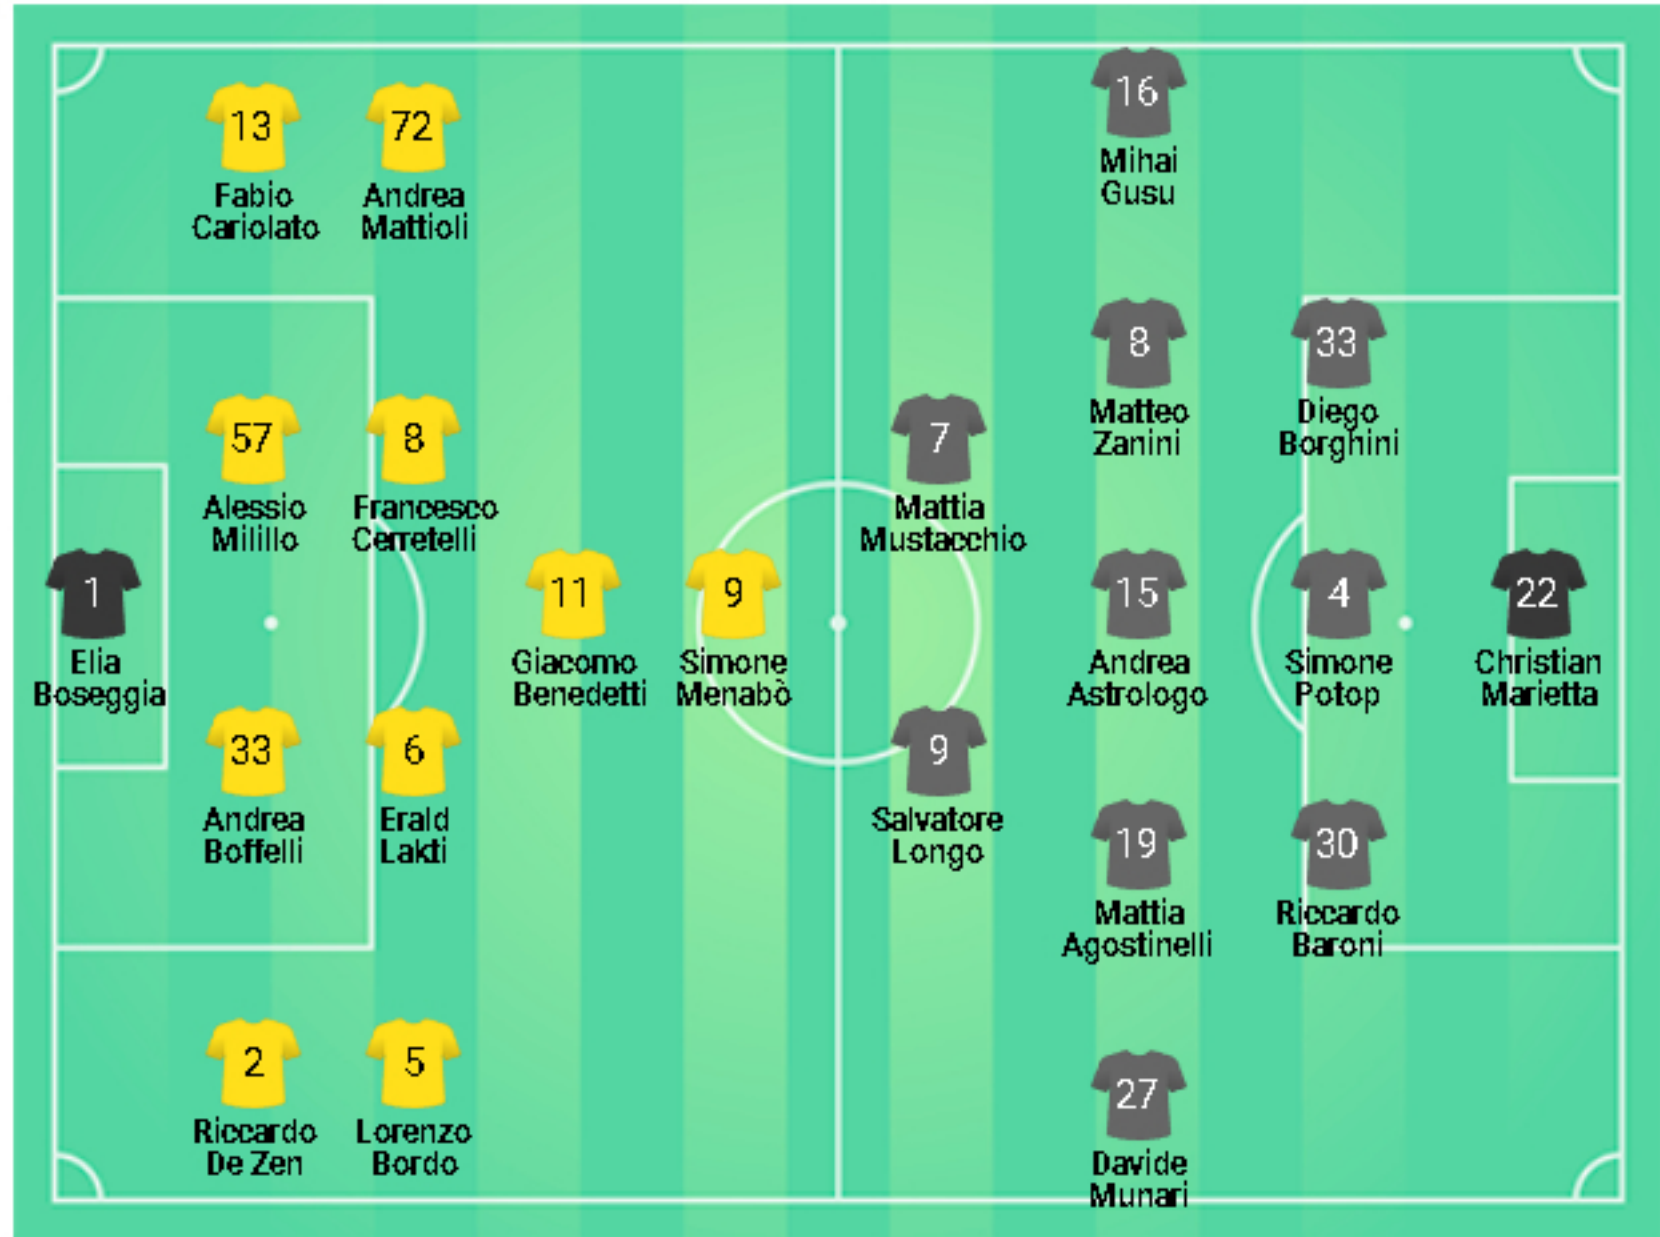 13
Fabio
Cariolato
72
Andrea
Mattioli
57
Alessio
Milillo
8
Francesco
Cerretelli
1
Elia
Boseggia
11
Giacomo
Benedetti
9
Simone
Menabò
33
Andrea
Boffelli
6
Erald
Lakti
2
Riccardo
De Zen
5
Lorenzo
Bordo
16
Mihai
Gusu
8
Matteo
Zanini
33
Diego
Borghini
7
Mattia
Mustacchio
15
Andrea
Astrologo
4
Simone
Potop
22
Christian
Marietta
9
Salvatore
Longo
19
Mattia
Agostinelli
30
Riccardo
Baroni
27
Davide
Munari